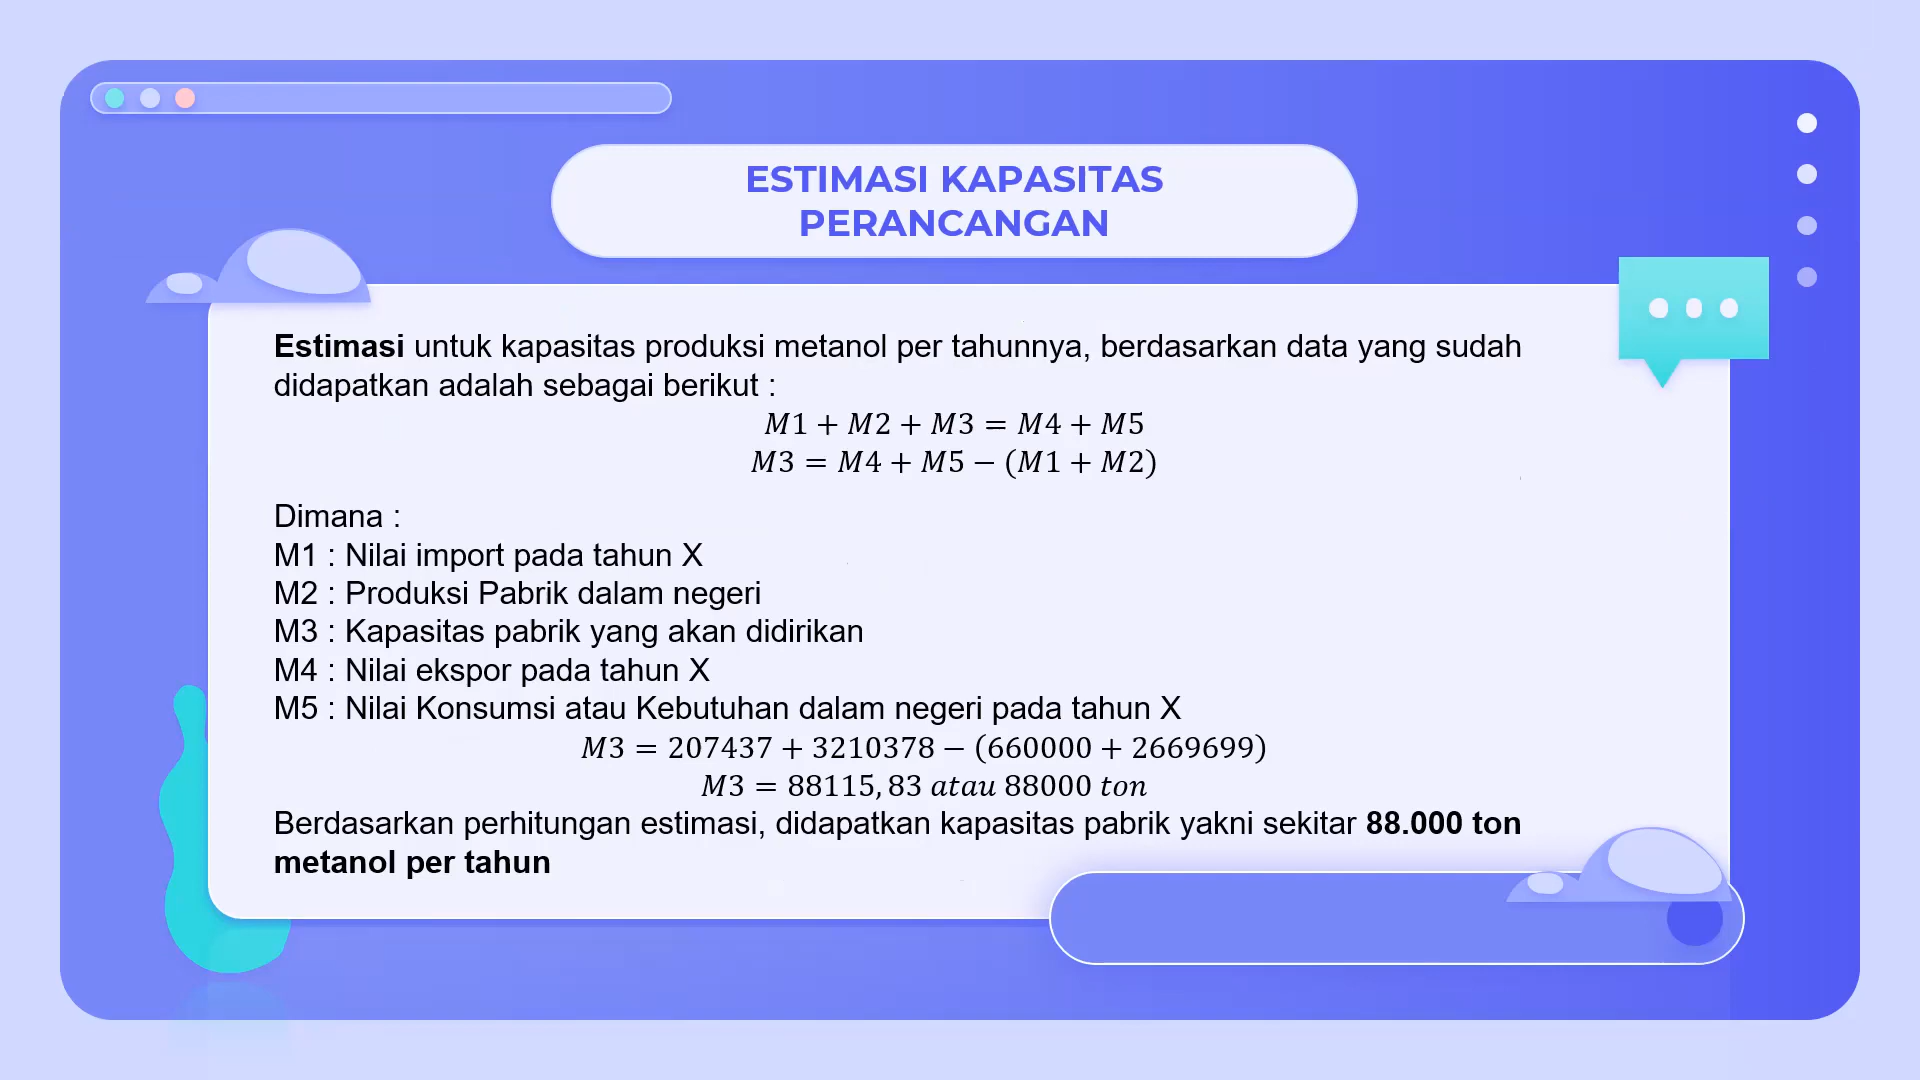 ESTIMASI KAPASITAS
PERANCANGAN
Estimasi untuk kapasitas produksi metanol per tahunnya, berdasarkan data yang sudah
didapatkan adalah sebagai berikut :
M1 + M2 + M3 = M4 + M5
M3 = M4 + M5 − (M1 + M2)
Dimana :
M1 : Nilai import pada tahun X
M2 : Produksi Pabrik dalam negeri
M3 : Kapasitas pabrik yang akan didirikan
M4 : Nilai ekspor pada tahun X
M5 : Nilai Konsumsi atau Kebutuhan dalam negeri pada tahun X
M3 = 207437 + 3210378 − (660000 + 2669699)
M3 = 88115,83 atau 88000 ton
Berdasarkan perhitungan estimasi, didapatkan kapasitas pabrik yakni sekitar 88.000 ton
metanol per tahun